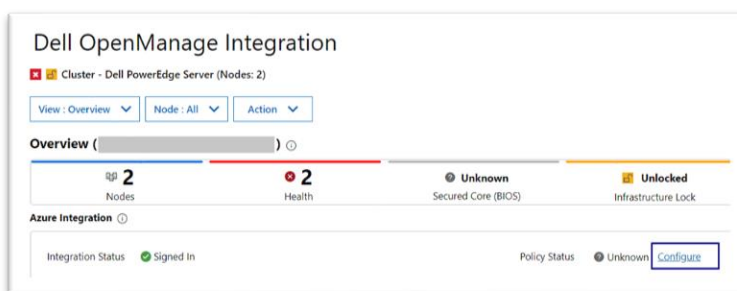 Dell OpenManage Integration
Cluster - Dell PowerEdge Server (Nodes: 2)
View : Overview Node : All Action
Overview ( )
2 2 Unknown Unlocked
Nodes Health Secured Core (BIOS) Infrastructure Lock
Azure Integration
Integration Status Signed In Policy Status Unknown Configure